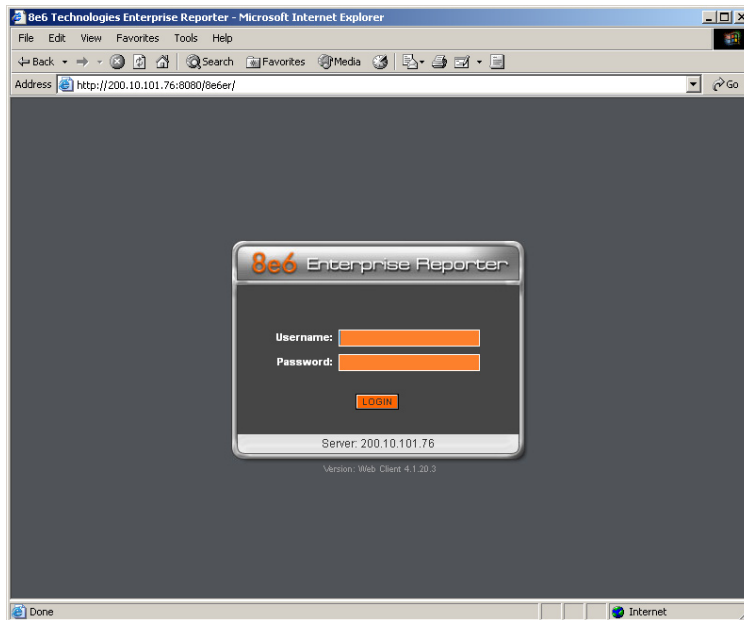 8e6 Technologies Enterprise Reporter - Microsoft Internet Explorer
File Edit View Favorites Tools Help
Back Search Favorites Media
Address http://200.10.101.76:8080/8e6er/ Go
8e6 Enterprise Reporter
Username:
Password:
LOGIN
Server: 200.10.101.76
Version: Web Client 4.1.20.3
Done Internet